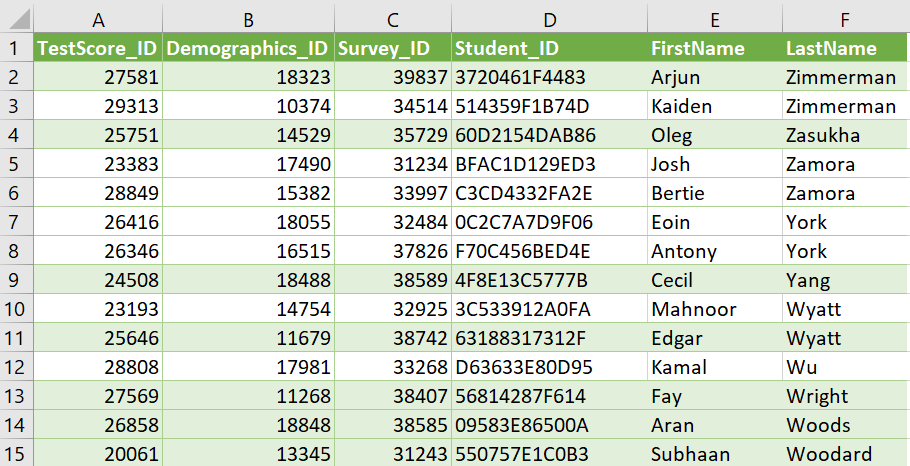 A B C D E F
1 TestScore_ID Demographics_ID Survey_ID Student_ID FirstName LastName
2 27581 18323 39837 3720461F4483 Arjun Zimmerman
3 29313 10374 34514 514359F1B74D Kaiden Zimmerman
4 25751 14529 35729 60D2154DAB86 Oleg Zasukha
5 23383 17490 31234 BFAC1D129ED3 Josh Zamora
6 28849 15382 33997 C3CD4332FA2E Bertie Zamora
7 26416 18055 32484 0C2C7A7D9F06 Eoin York
8 26346 16515 37826 F70C456BED4E Antony York
9 24508 18488 38589 4F8E13C5777B Cecil Yang
10 23193 14754 32925 3C533912A0FA Mahnoor Wyatt
11 25646 11679 38742 63188317312F Edgar Wyatt
12 28808 17981 33268 D63633E80D95 Kamal Wu
13 27569 11268 38407 56814287F614 Fay Wright
14 26858 18848 38585 09583E86500A Aran Woods
15 20061 13345 31243 550757E1C0B3 Subhaan Woodard